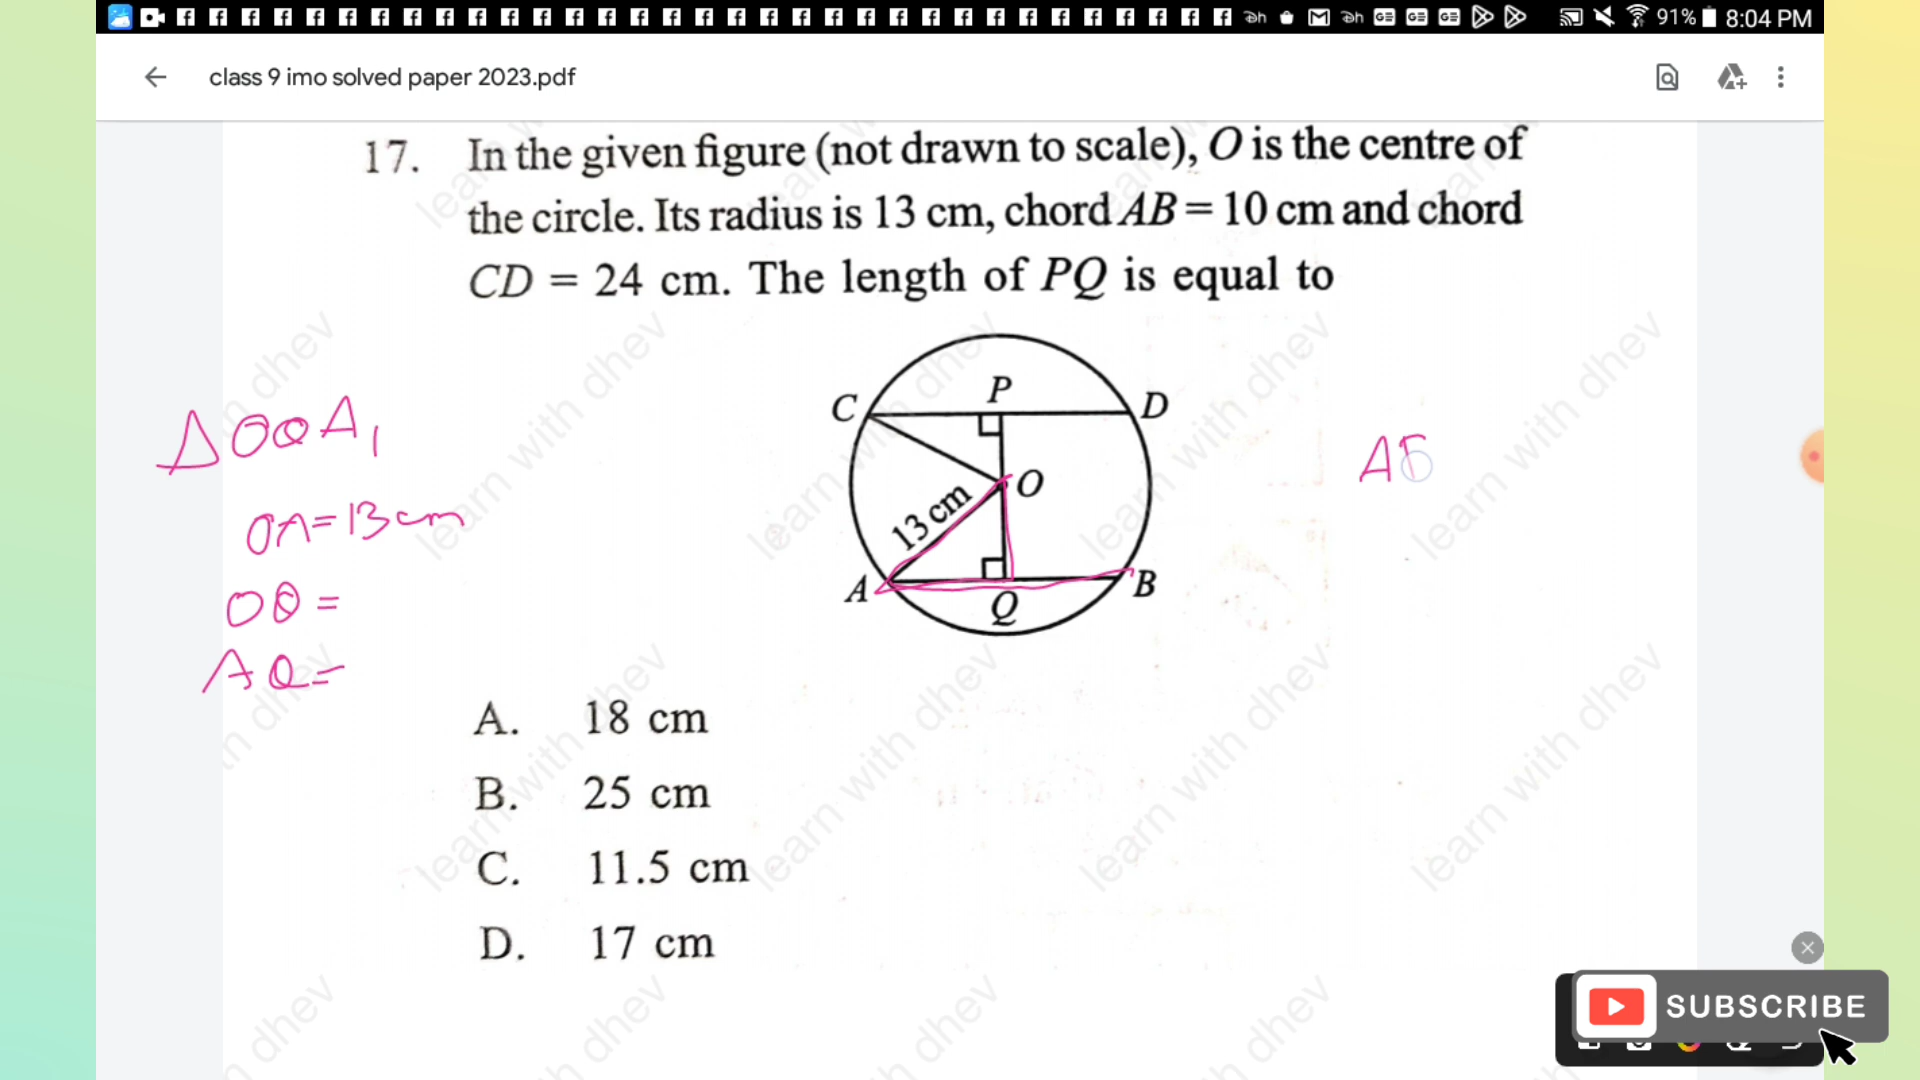 91% 8:04 PM
class 9 imo solved paper 2023.pdf
17. In the given figure (not drawn to scale), O is the centre of
the circle. Its radius is 13 cm, chord AB = 10 cm and chord
CD = 24 cm. The length of PQ is equal to
P
C
D
O
13 cm
A
B
Q
ΔOQA,
OA=13cm
OQ=
AQ=
A. 18 cm
B. 25 cm
C. 11.5 cm
D. 17 cm
learn with dhev
SUBSCRIBE